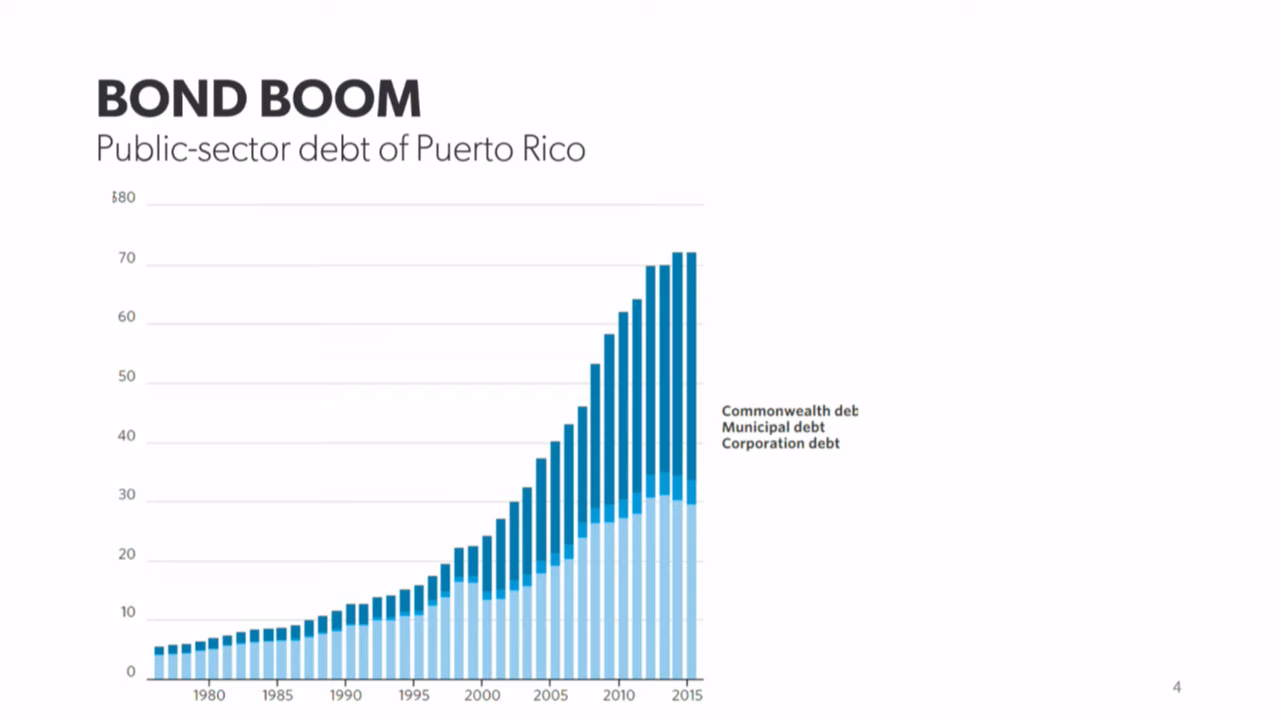 BOND BOOM
Public-sector debt of Puerto Rico
$80
70
60
50
40
30
20
10
0
1980 1985 1990 1995 2000 2005 2010 2015
Commonwealth deb
Municipal debt
Corporation debt
4